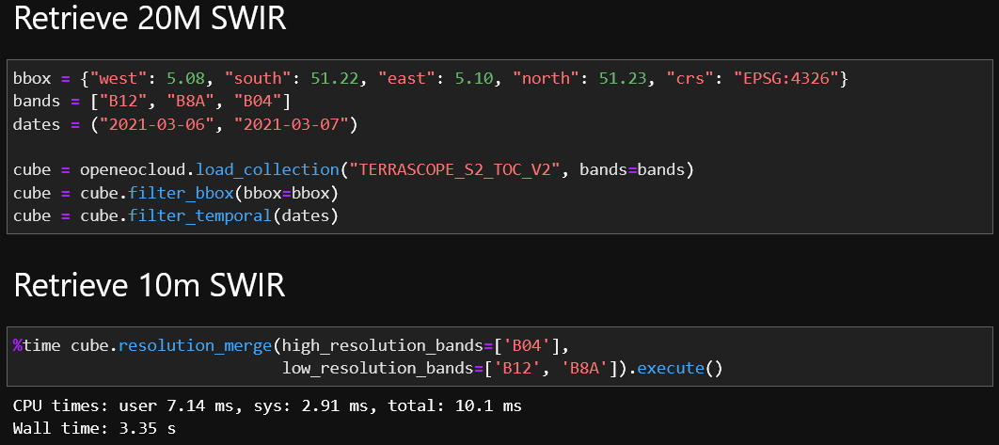 Retrieve 20M SWIR
bbox = {"west": 5.08, "south": 51.22, "east": 5.10, "north": 51.23, "crs": "EPSG:4326"}
bands = ["B12", "B8A", "B04"]
dates = ("2021-03-06", "2021-03-07")
cube = openeocloud.load_collection("TERRASCOPE_S2_TOC_V2", bands=bands)
cube = cube.filter_bbox(bbox=bbox)
cube = cube.filter_temporal(dates)
Retrieve 10m SWIR
%time cube.resolution_merge(high_resolution_bands=['B04'],
low_resolution_bands=['B12', 'B8A']).execute()
CPU times: user 7.14 ms, sys: 2.91 ms, total: 10.1 ms
Wall time: 3.35 s